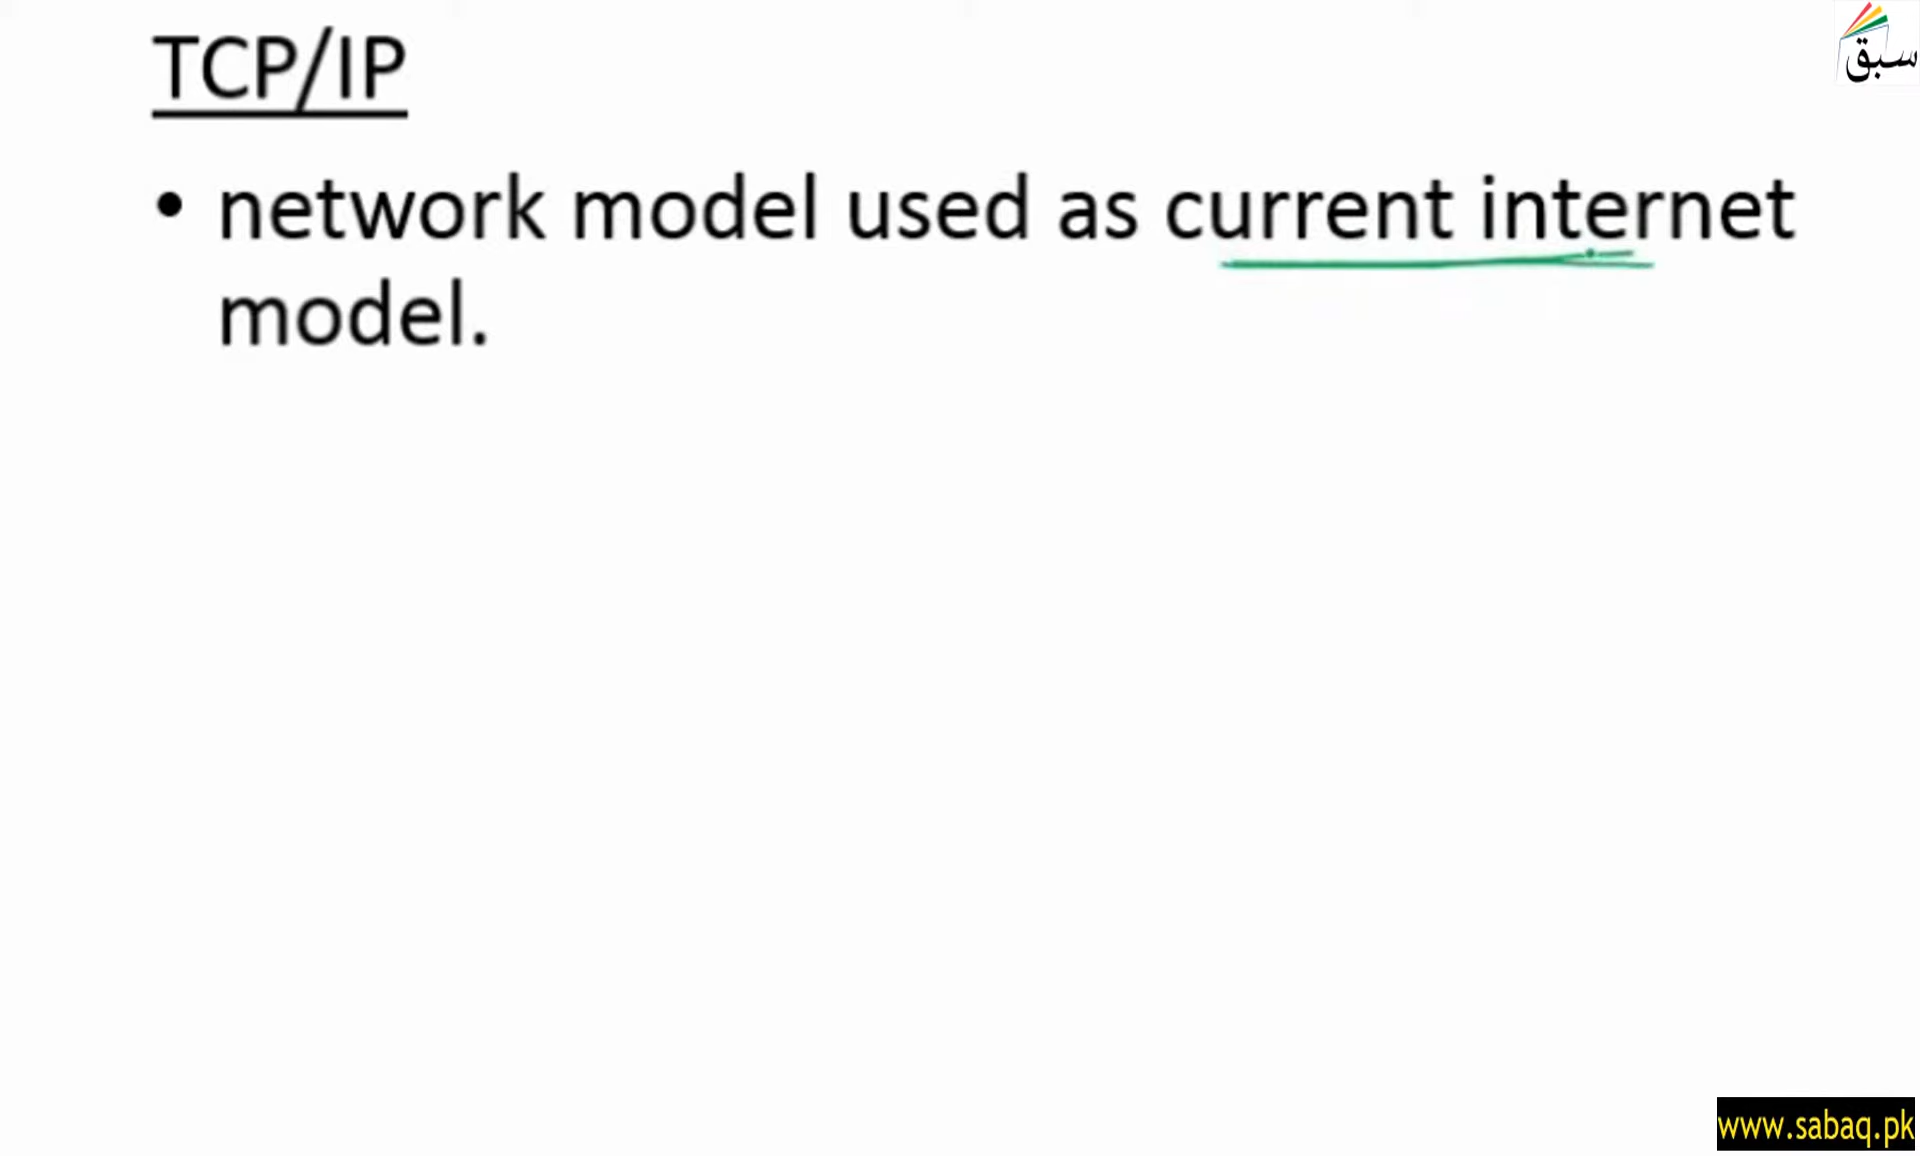 TCP/IP
سبق
• network model used as current internet
model.
www.sabaq.pk